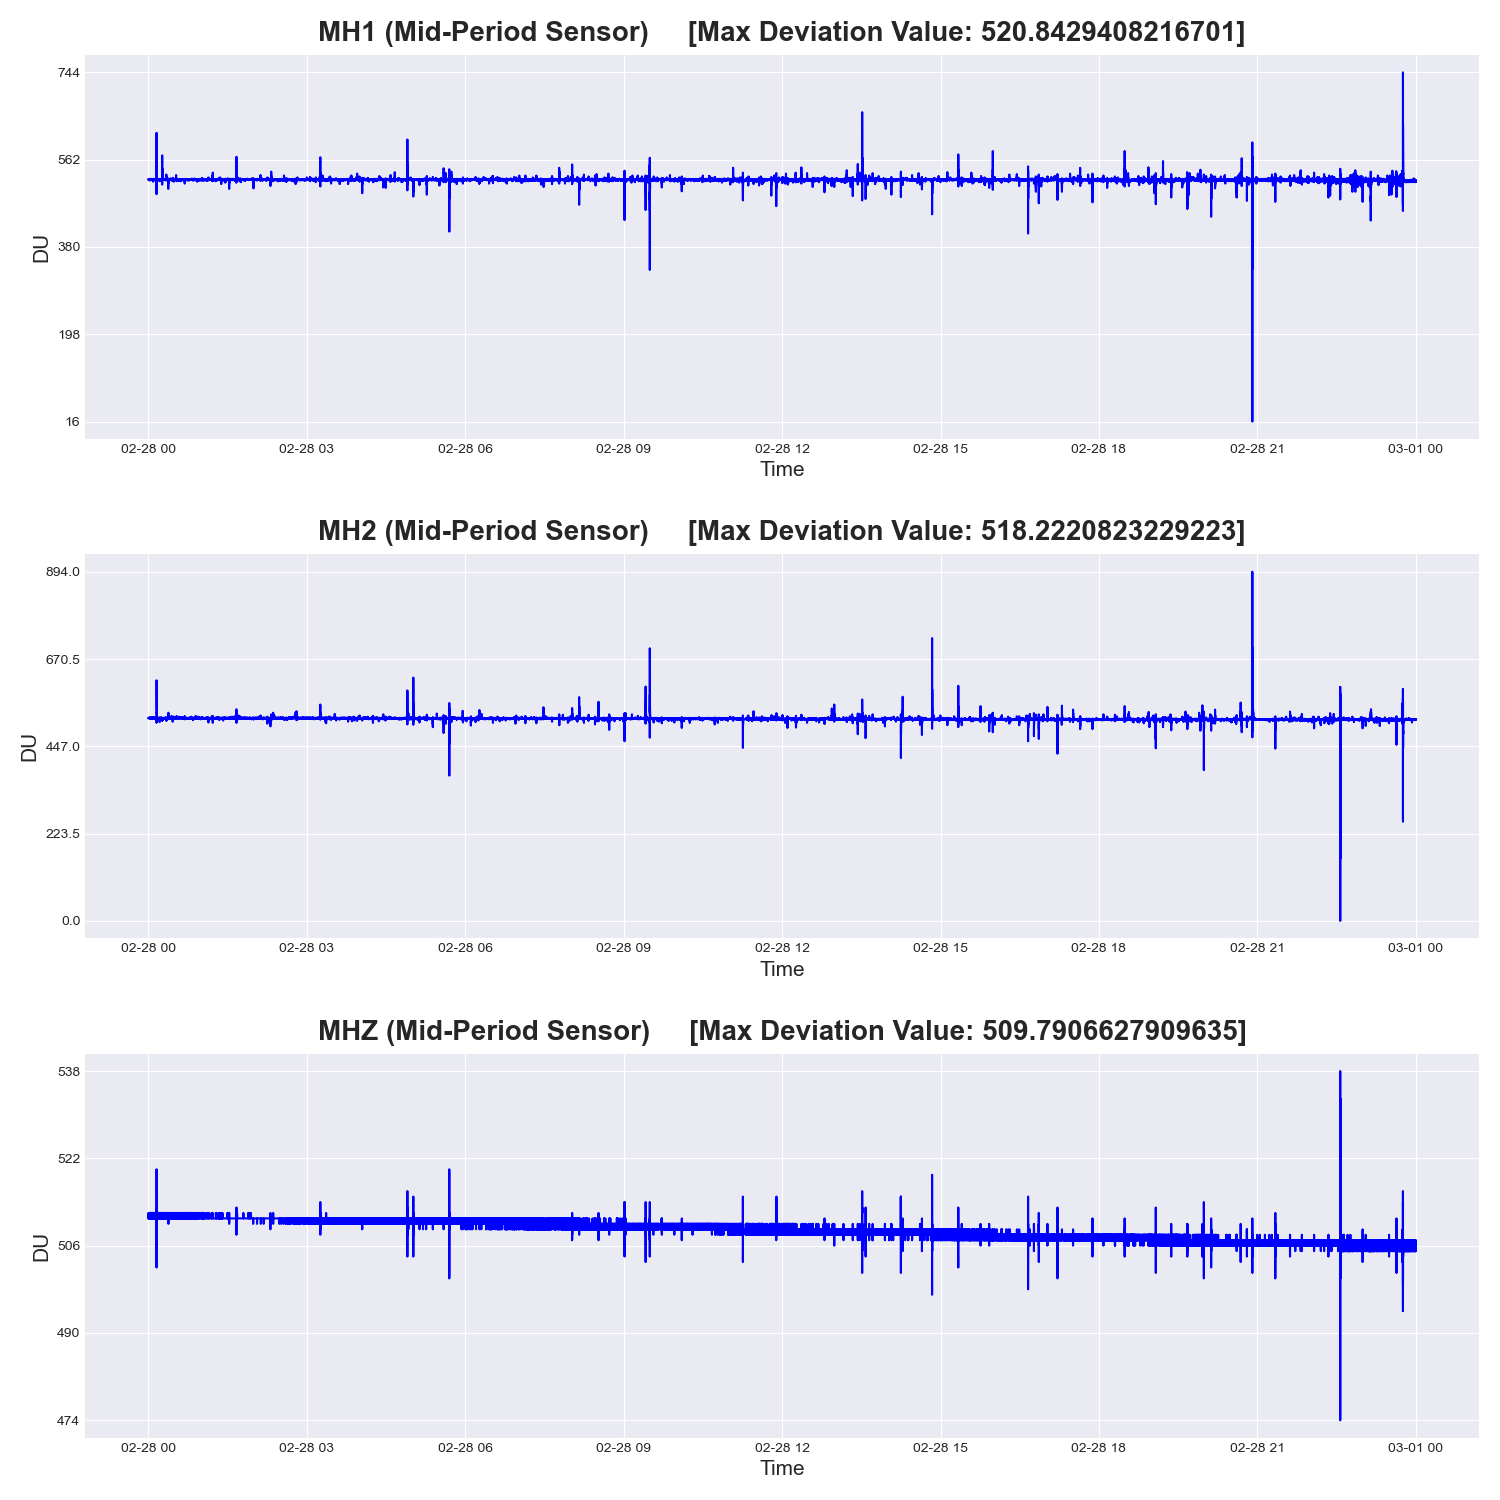 MH1 (Mid-Period Sensor) [Max Deviation Value: 520.8429408216701]
744
562
380
198
16
DU
02-28 00 02-28 03 02-28 06 02-28 09 02-28 12 02-28 15 02-28 18 02-28 21 03-01 00
Time
MH2 (Mid-Period Sensor) [Max Deviation Value: 518.2220823229223]
894.0
670.5
447.0
223.5
0.0
DU
02-28 00 02-28 03 02-28 06 02-28 09 02-28 12 02-28 15 02-28 18 02-28 21 03-01 00
Time
MHZ (Mid-Period Sensor) [Max Deviation Value: 509.7906627909635]
538
522
506
490
474
DU
02-28 00 02-28 03 02-28 06 02-28 09 02-28 12 02-28 15 02-28 18 02-28 21 03-01 00
Time